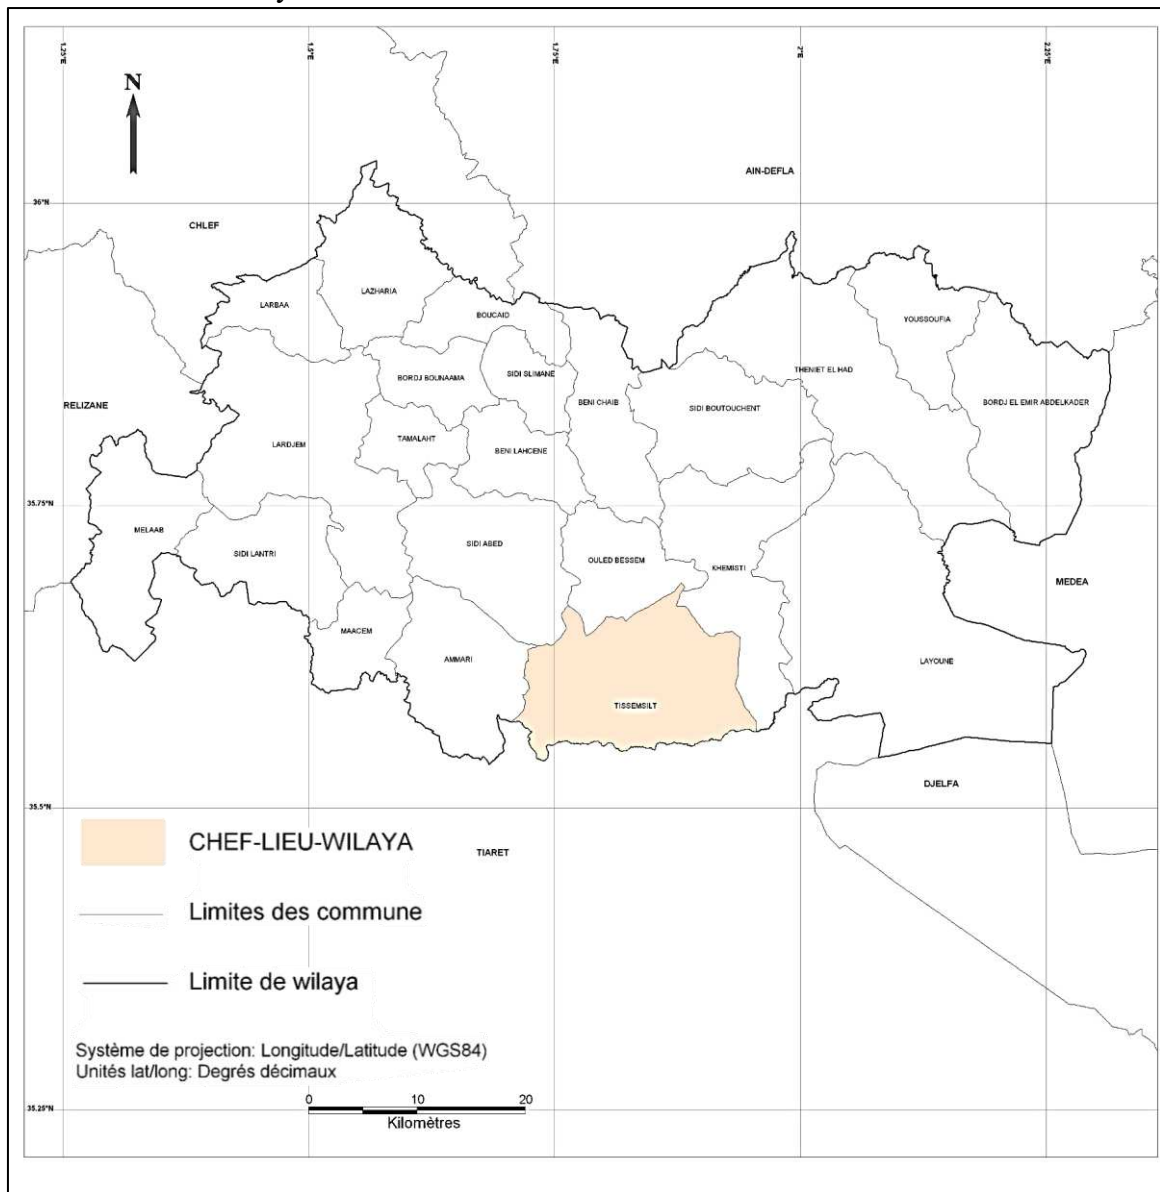 1.25°E
1.5°E
1.75°E
2°E
2.25°E
N
AIN-DEFLA
36°N
CHLEF
LAZHARIA
LARBAA
BOUCAID
YOUSSOUFIA
THENIET EL HAD
SIDI SLIMANE
BORDJ BOUNAAMA
BENI CHAIB
BORDJ EL EMIR ABDELKADER
RELIZANE
SIDI BOUTOUCHENT
TAMALAHT
LARDJEM
BENI LAHCENE
35.75°N
MELAAB
SIDI ABED
SIDI LANTRI
OULED BESSEM
KHEMISTI
MEDEA
MAACEM
AMMARI
LAYOUNE
TISSEMSILT
DJELFA
35.5°N
CHEF-LIEU-WILAYA
TIARET
Limites des commune
Limite de wilaya
Système de projection: Longitude/Latitude (WGS84)
Unités lat/long: Degrés décimaux
0 10 20
Kilomètres
35.25°N